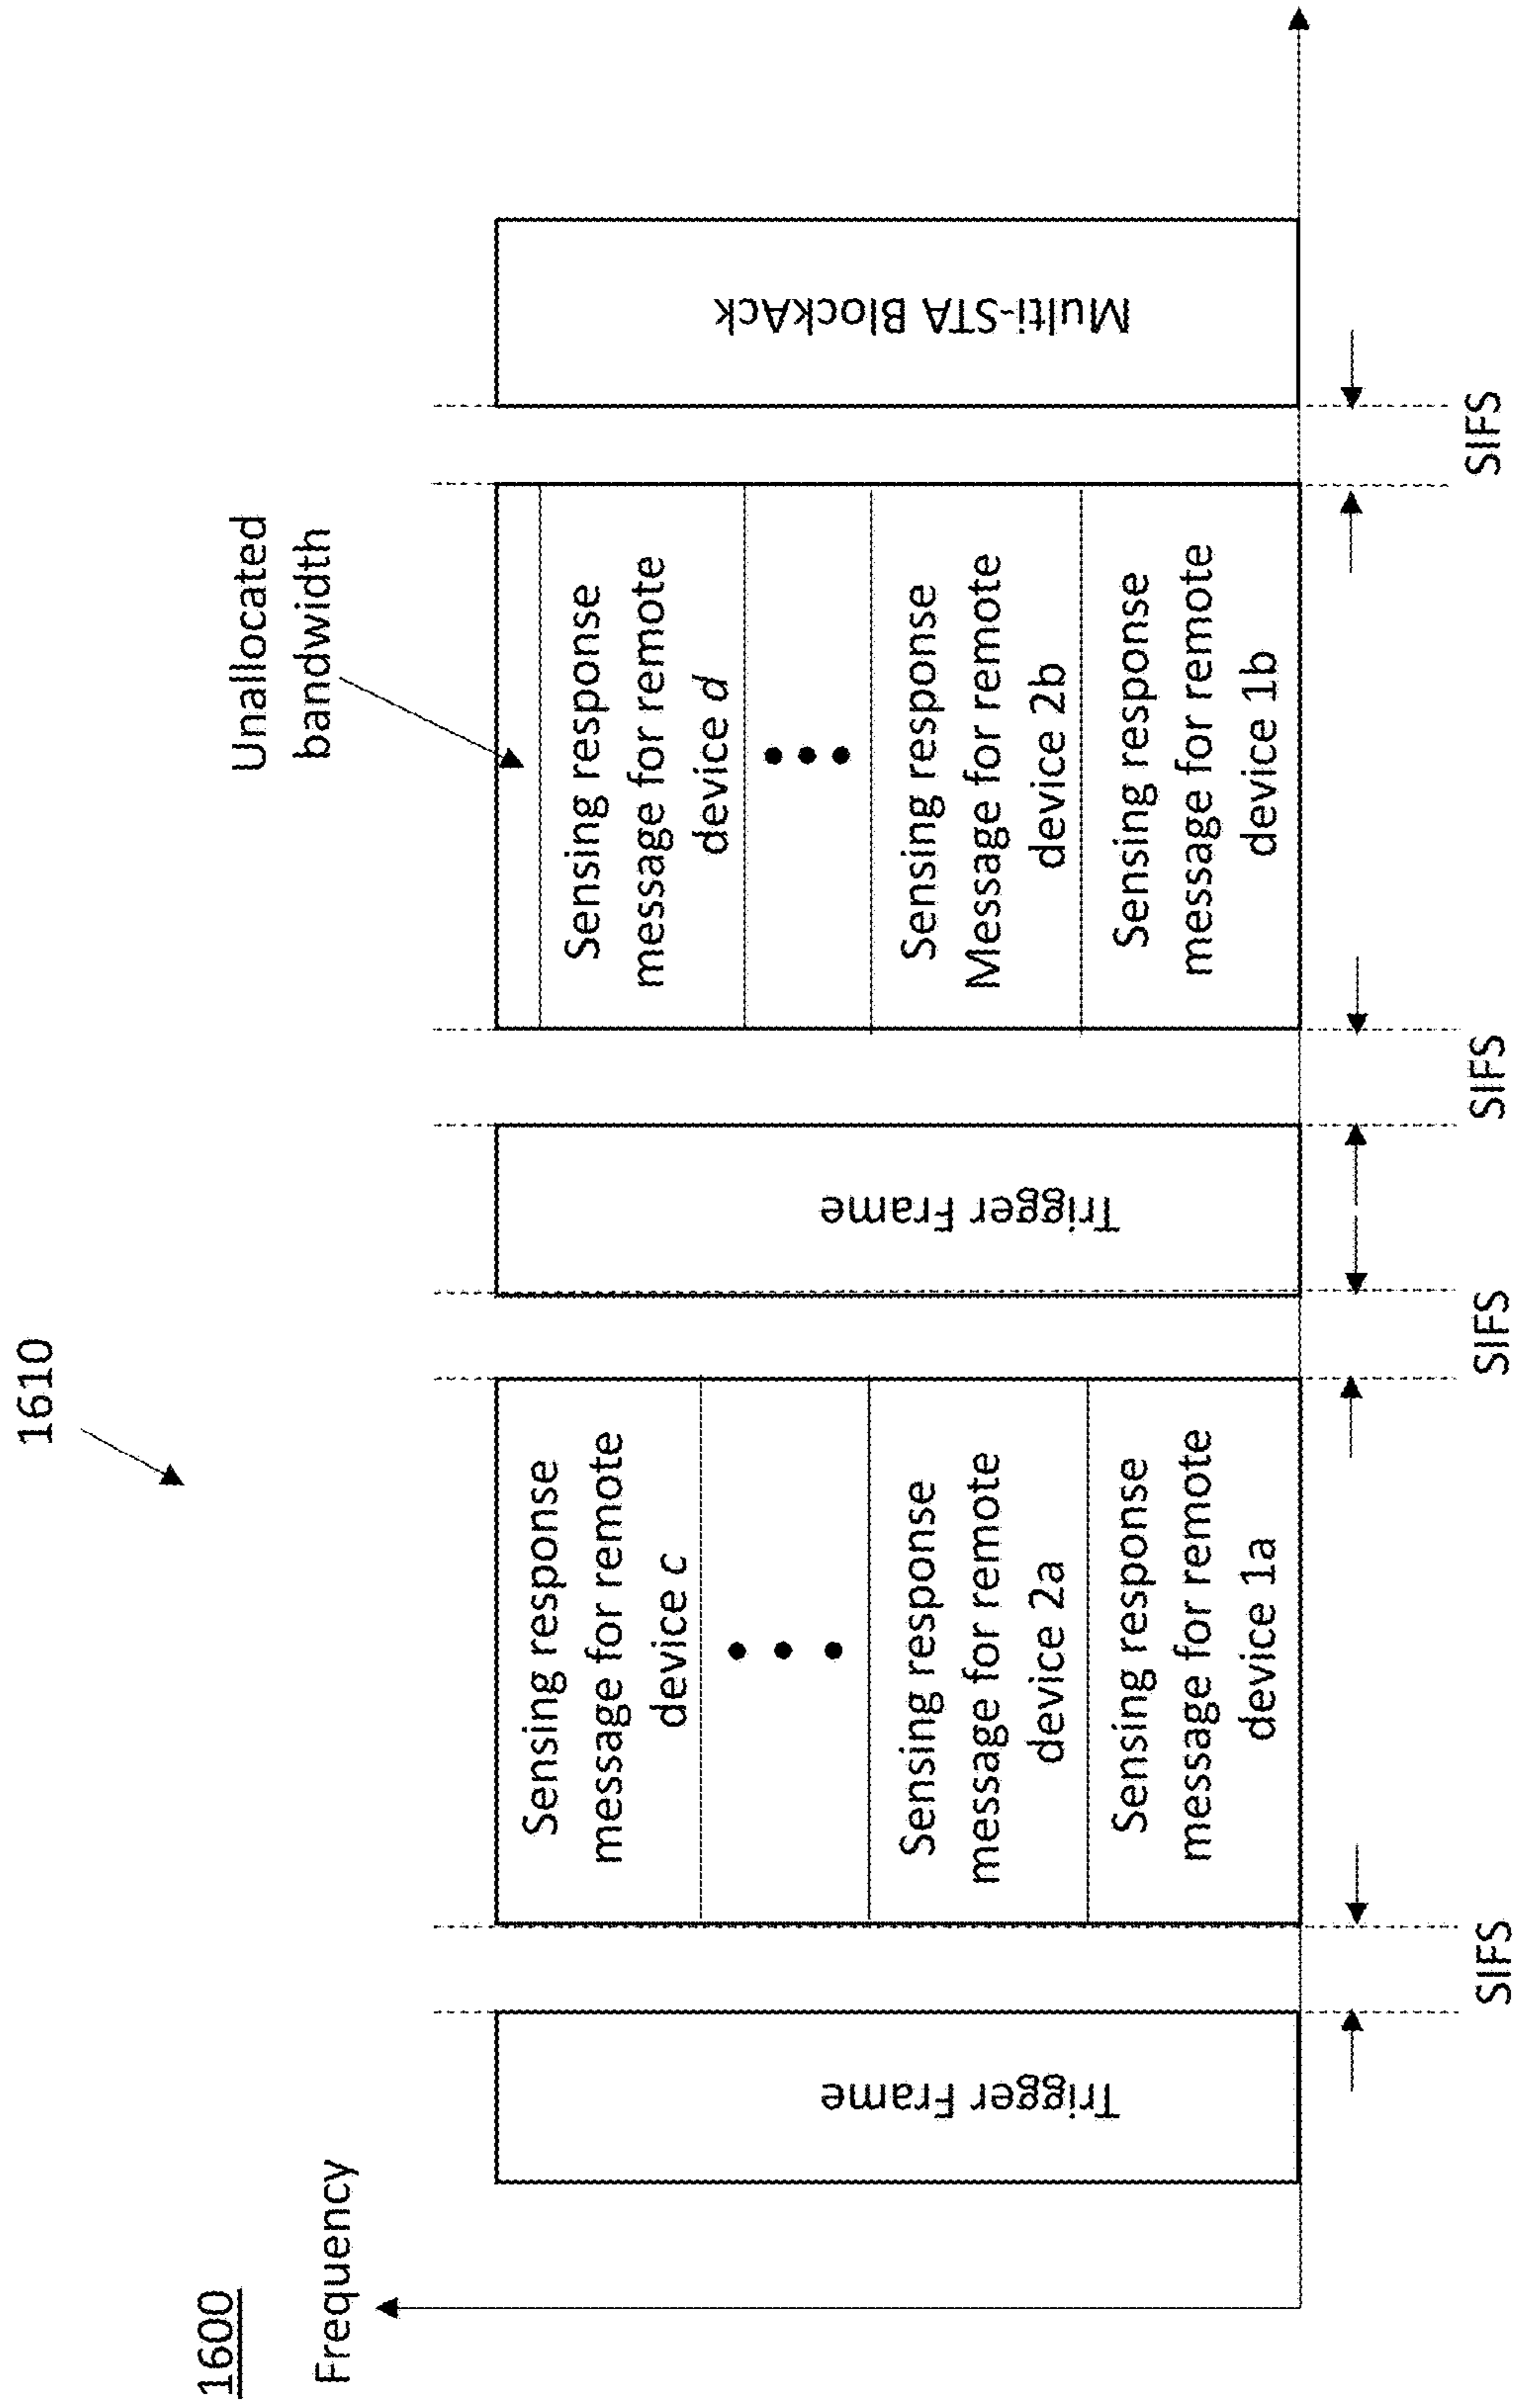 1600
1610
Frequency
Unallocated
bandwidth
Trigger Frame
Sensing response
message for remote
device c
Sensing response
message for remote
device 2a
Sensing response
message for remote
device 1a
Trigger Frame
Sensing response
message for remote
device d
Sensing response
Message for remote
device 2b
Sensing response
message for remote
device 1b
Multi-STA BlockAck
SIFS
SIFS
SIFS
SIFS